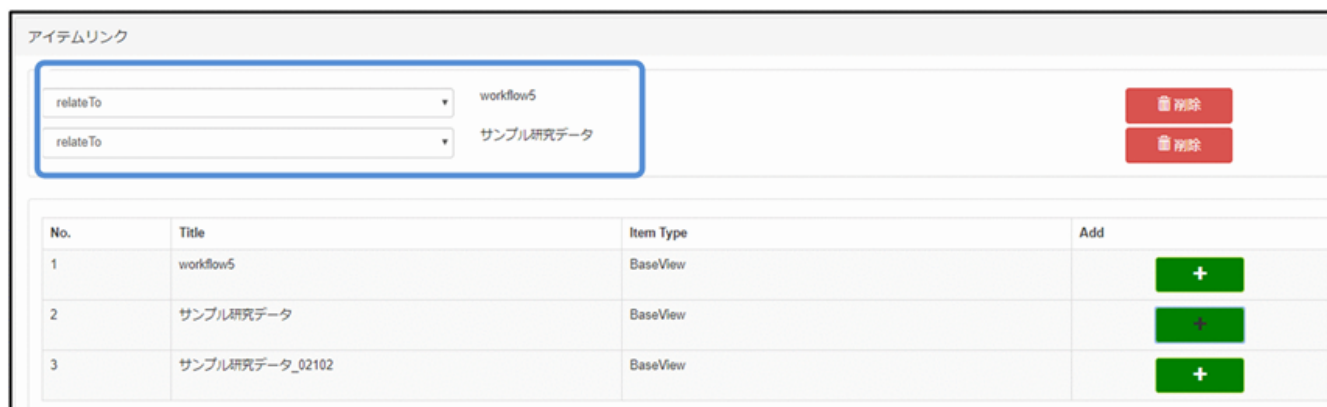 アイテムリンク
relateTo workflow5 削除
relateTo サンプル研究データ 削除
No. Title Item Type Add
1 workflow5 BaseView +
2 サンプル研究データ BaseView +
3 サンプル研究データ_02102 BaseView +